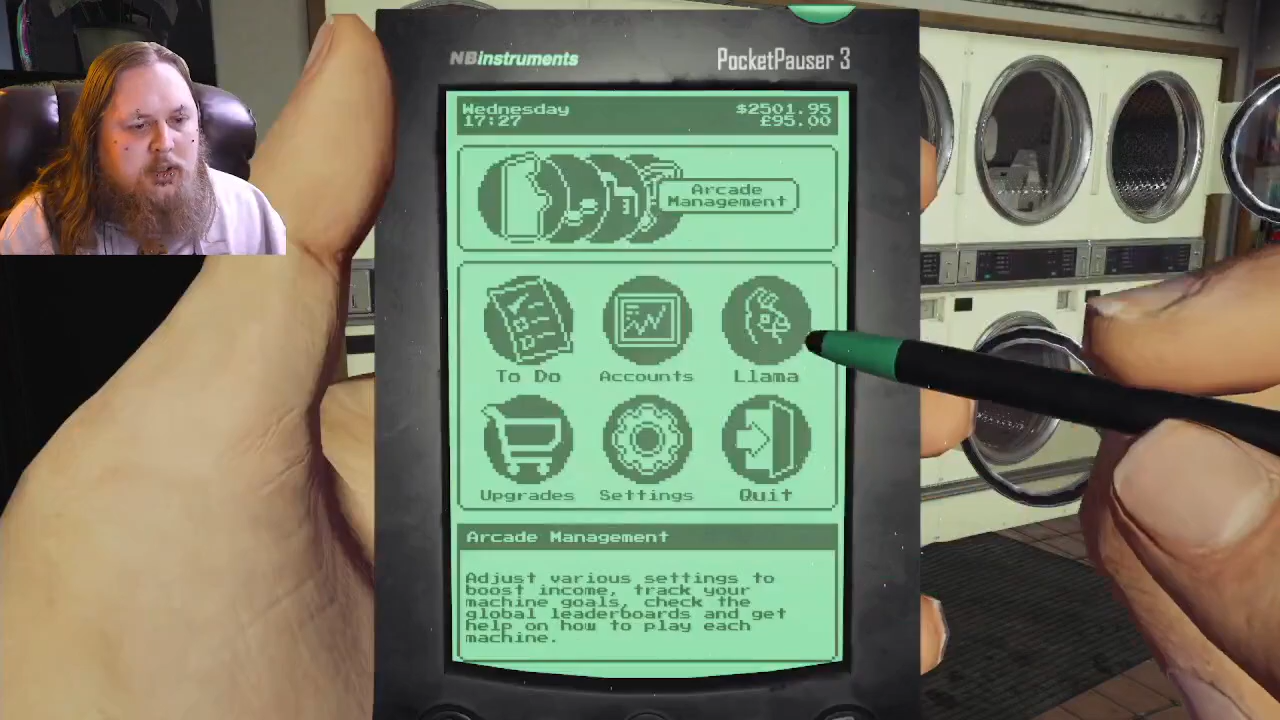 NBinstruments
PocketPauser 3
Wednesday
17:27
$2501.95
£95.00
Arcade
Management
To Do
Accounts
Llama
Upgrades
Settings
Quit
Arcade Management
Adjust various settings to
boost income, track your
machine goals, check the
global leaderboards and get
help on how to play each
machine.